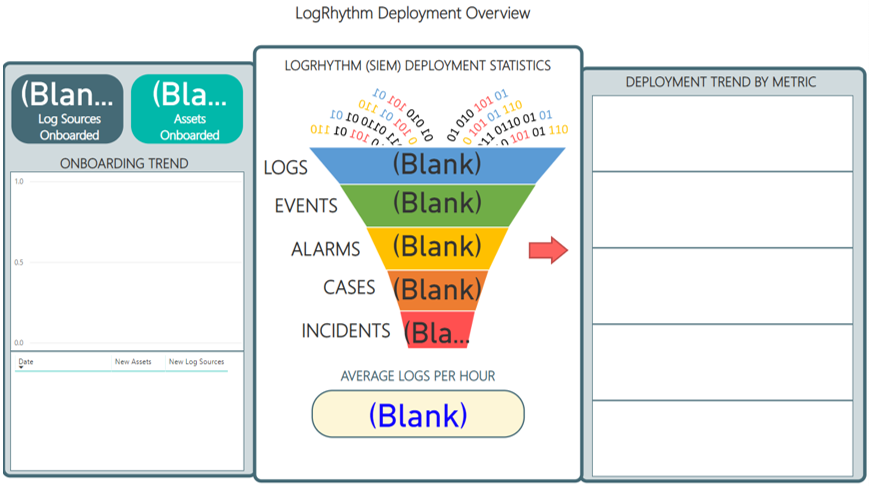 LogRhythm Deployment Overview
(Blan...
Log Sources
Onboarded
(Bla...
Assets
Onboarded
ONBOARDING TREND
1.0
0.5
0.0
Date
New Assets
New Log Sources
LOGRHYTHM (SIEM) DEPLOYMENT STATISTICS
LOGS
(Blank)
EVENTS
(Blank)
ALARMS
(Blank)
CASES
(Blank)
INCIDENTS
(Bla...
AVERAGE LOGS PER HOUR
(Blank)
DEPLOYMENT TREND BY METRIC